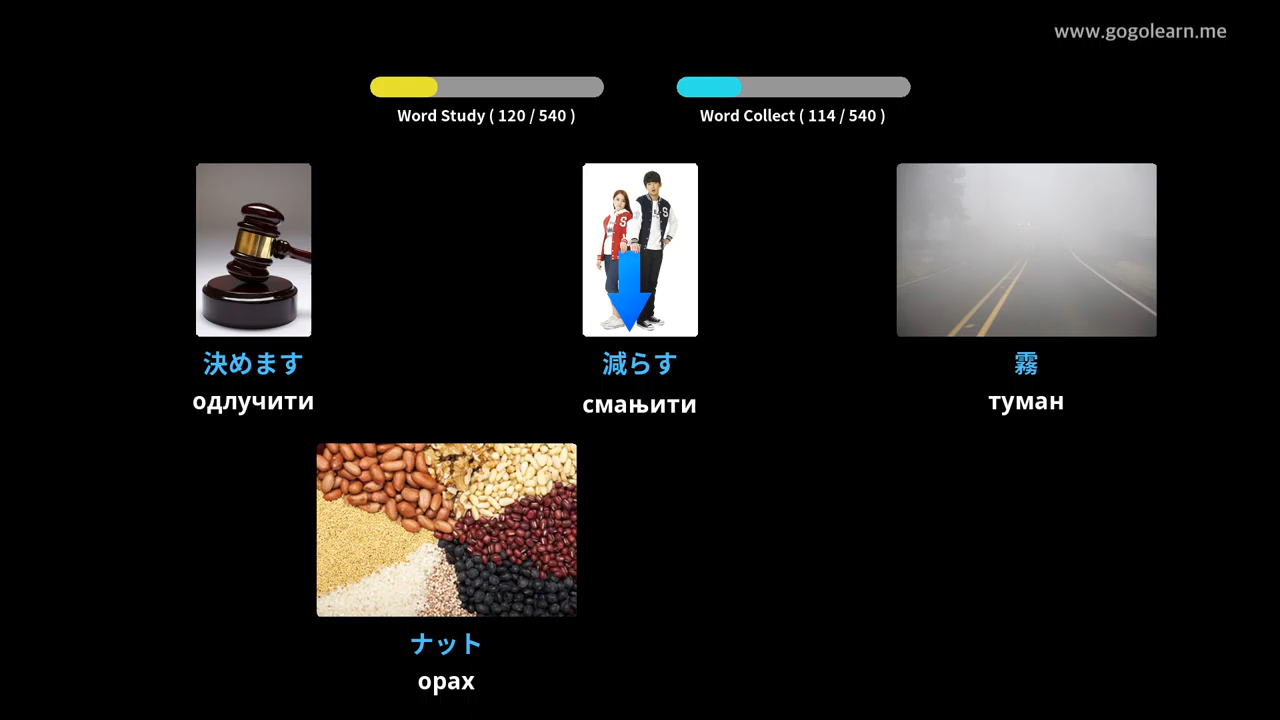 www.gogolearn.me
Word Study ( 120 / 540 )
Word Collect ( 114 / 540 )
決めます
одлучити
減らす
смањити
霧
туман
ナット
орах